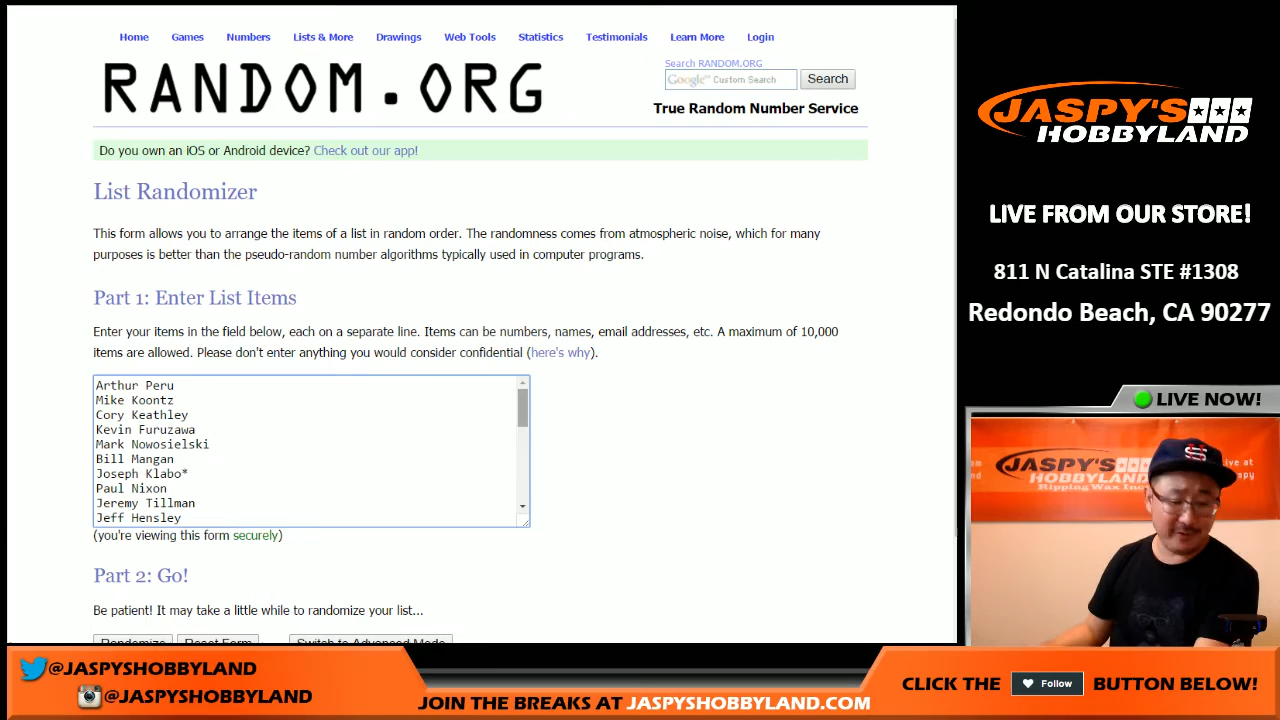 Home Games Numbers Lists & More Drawings Web Tools Statistics Testimonials Learn More Login
RANDOM.ORG
Search RANDOM.ORG
Google™ Custom Search Search
True Random Number Service
Do you own an iOS or Android device? Check out our app!
List Randomizer
This form allows you to arrange the items of a list in random order. The randomness comes from atmospheric noise, which for many
purposes is better than the pseudo-random number algorithms typically used in computer programs.
Part 1: Enter List Items
Enter your items in the field below, each on a separate line. Items can be numbers, names, email addresses, etc. A maximum of 10,000
items are allowed. Please don't enter anything you would consider confidential (here's why).
Arthur Peru
Mike Koontz
Cory Keathley
Kevin Furuzawa
Mark Nowosielski
Bill Mangan
Joseph Klabo*
Paul Nixon
Jeremy Tillman
Jeff Hensley
(you're viewing this form securely)
Part 2: Go!
Be patient! It may take a little while to randomize your list...
Randomize Reset Form Switch to Advanced Mode
JASPY'S
HOBBYLAND
LIVE FROM OUR STORE!
811 N Catalina STE #1308
Redondo Beach, CA 90277
LIVE NOW!
JASPY'S
HOBBYLAND
Ripping Wax Inc
live at
@JASPYSHOBBYLAND
@JASPYSHOBBYLAND
JOIN THE BREAKS AT JASPYSHOBBYLAND.COM
CLICK THE Follow BUTTON BELOW!